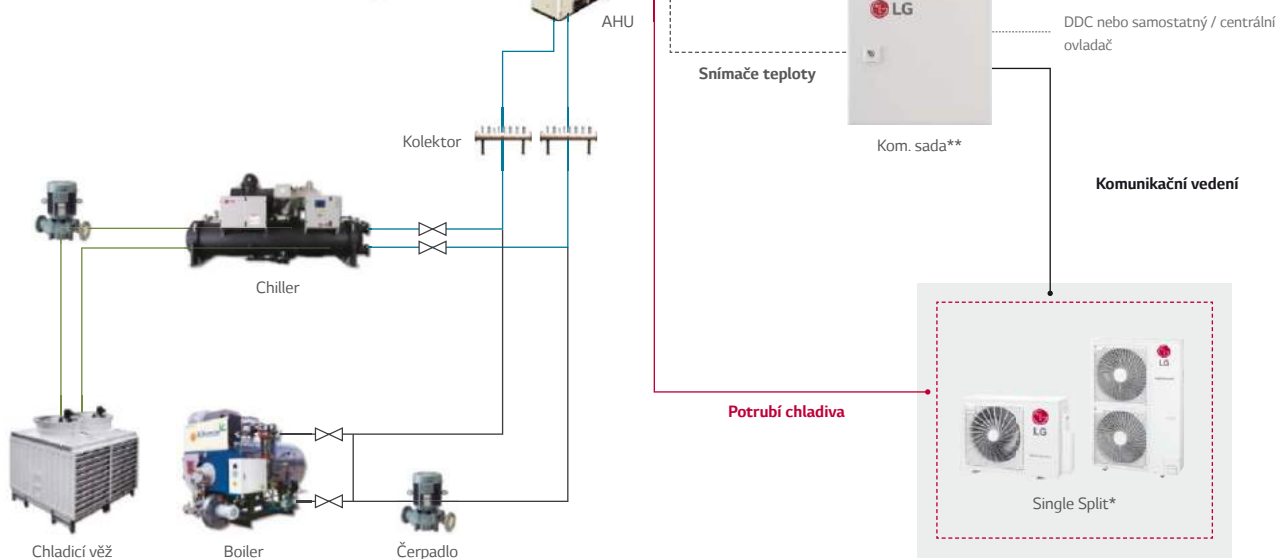 AHU
LG
DDC nebo samostatný / centrální
ovladač
Snímače teploty
Kolektor
Kom. sada**
Komunikační vedení
Chiller
Potrubí chladiva
LG
Single Split*
Chladicí věž
Boiler
Čerpadlo